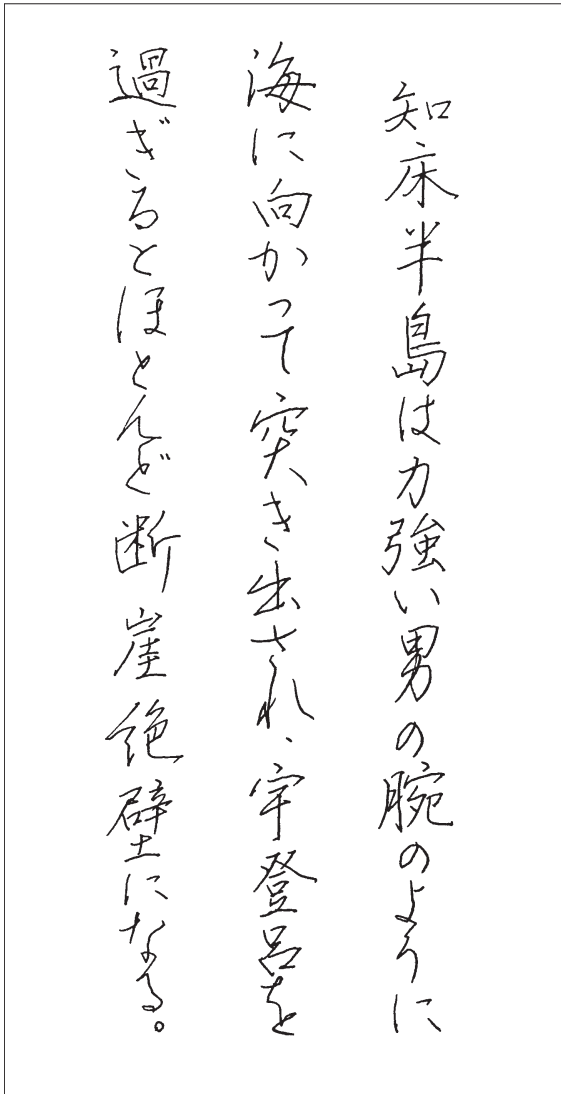 知床半島は力強い男の腕のように
海に向かって突き出され、宇登呂を
過ぎるとほとんど断崖絶壁になる。